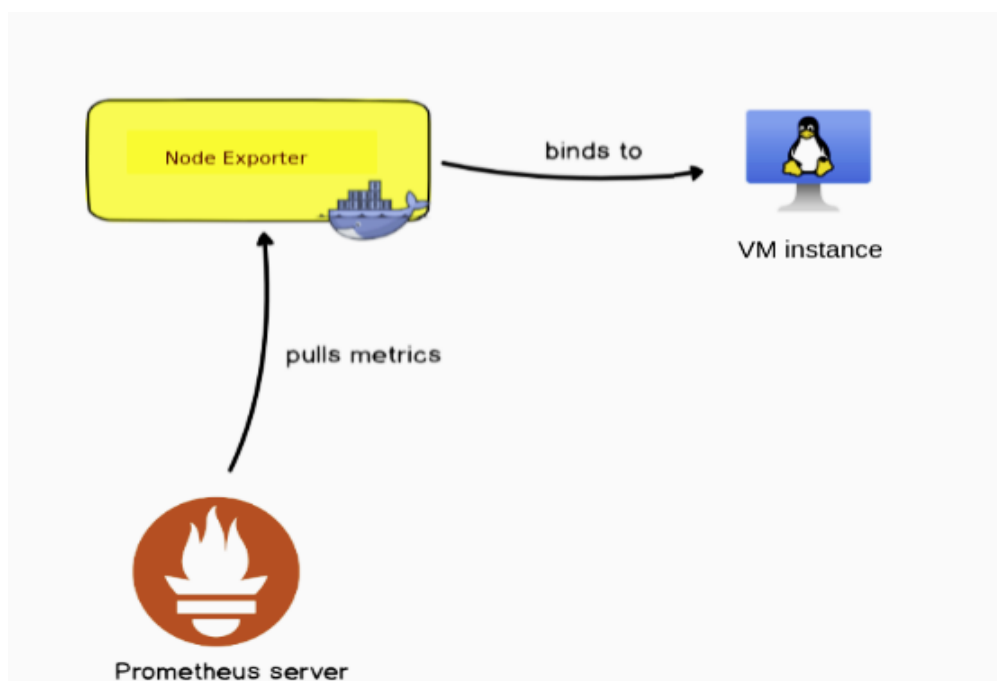 Node Exporter
binds to
VM instance
pulls metrics
Prometheus server